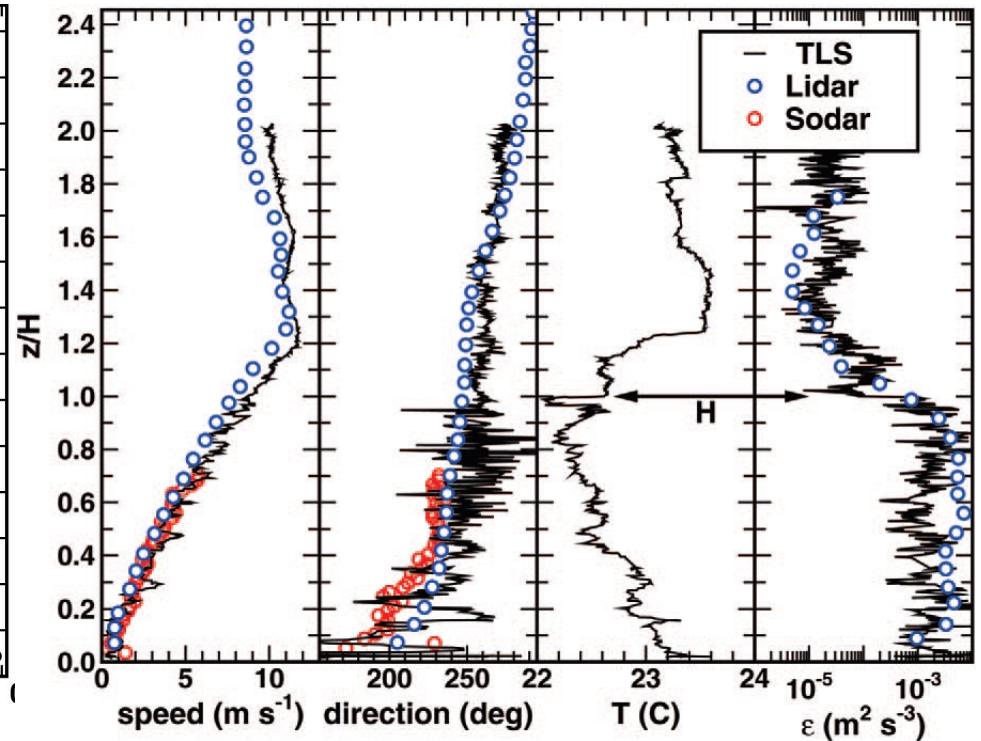 TLS
Lidar
Sodar
z/H
2.4
2.2
2.0
1.8
1.6
1.4
1.2
1.0
0.8
0.6
0.4
0.2
0.0
H
0 5 10
200 250
22 23 24
10⁻⁵ 10⁻³
speed (m s⁻¹)
direction (deg)
T (C)
ε (m² s⁻³)